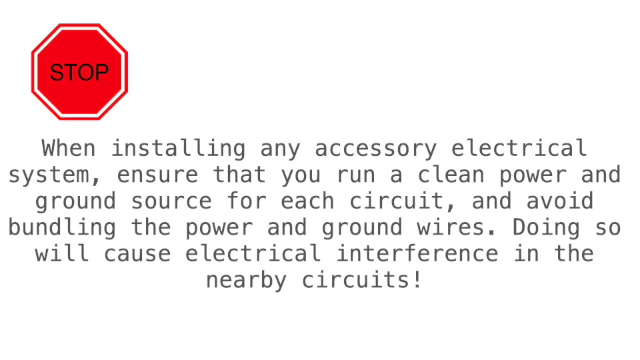 STOP
When installing any accessory electrical
system, ensure that you run a clean power and
ground source for each circuit, and avoid
bundling the power and ground wires. Doing so
will cause electrical interference in the
nearby circuits!